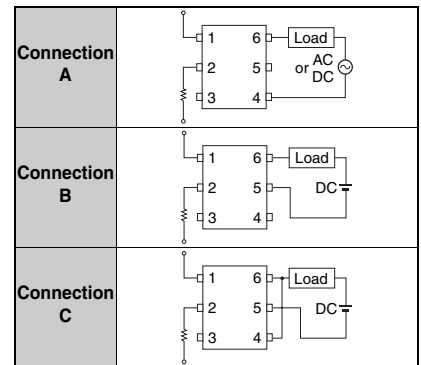 Connection
A
1 6 Load
2 5 or AC
DC
3 4
Connection
B
1 6 Load
2 5 DC
3 4
Connection
C
1 6 Load
2 5 DC
3 4